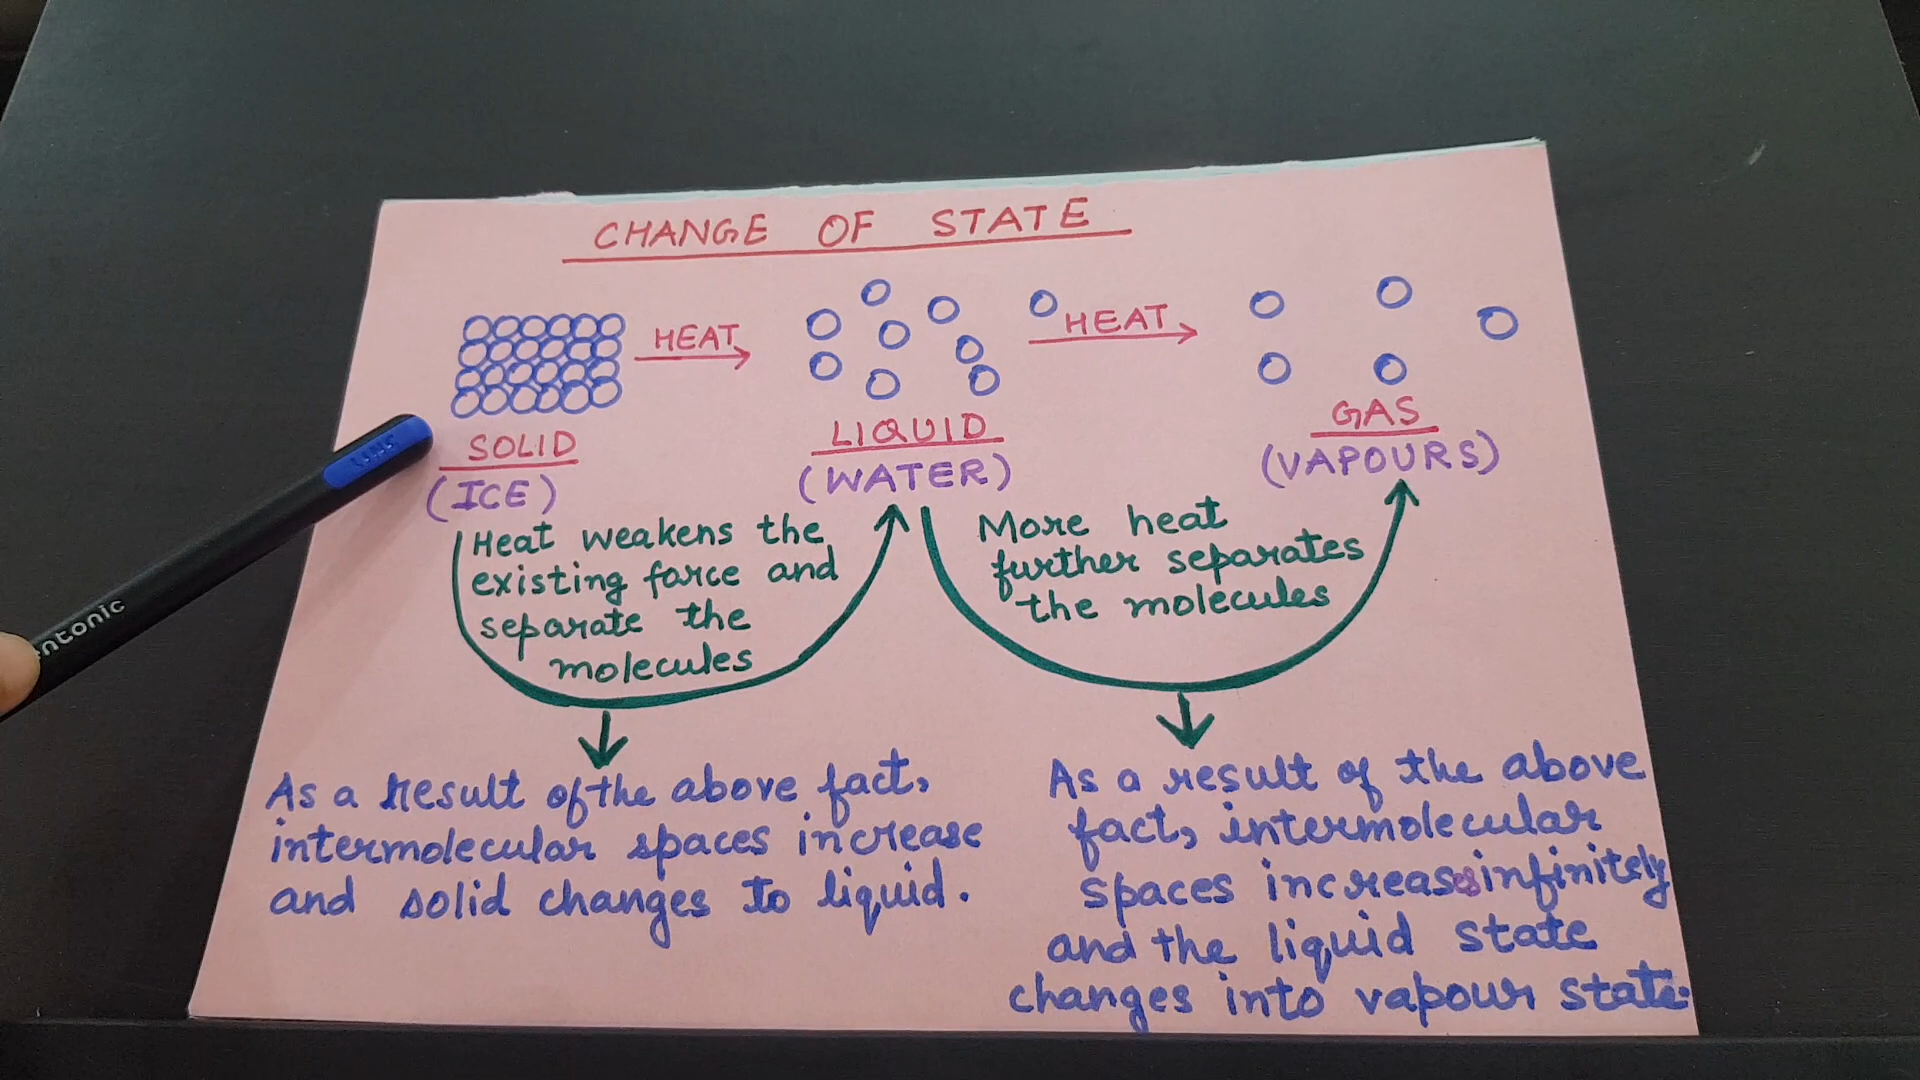 CHANGE OF STATE
HEAT
HEAT
SOLID
(ICE)
LIQUID
(WATER)
GAS
(VAPOURS)
Heat weakens the
existing force and
separate the
molecules
More heat
further separates
the molecules
As a result of the above fact,
intermolecular spaces increase
and solid changes to liquid.
As a result of the above
fact, intermolecular
spaces increases infinitely
and the liquid state
changes into vapour state.
ntonic